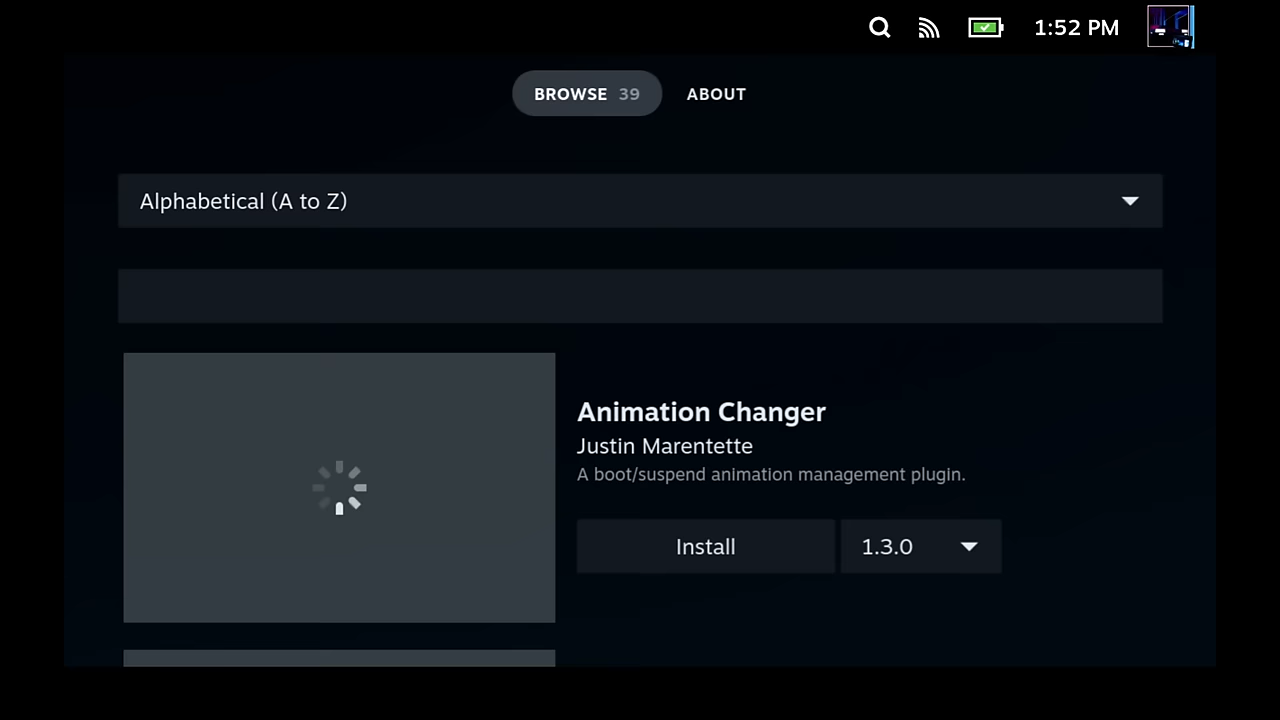 1:52 PM
BROWSE 39
ABOUT
Alphabetical (A to Z)
Animation Changer
Justin Marentette
A boot/suspend animation management plugin.
Install
1.3.0